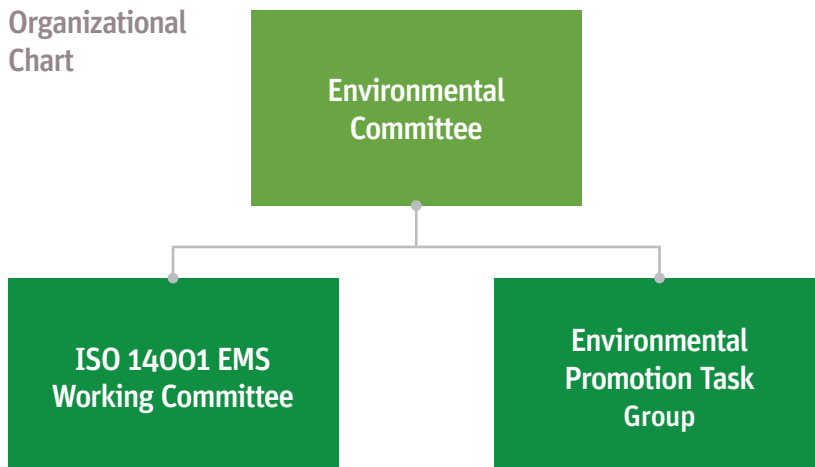 Organizational
Chart
Environmental
Committee
ISO 14001 EMS
Working Committee
Environmental
Promotion Task
Group